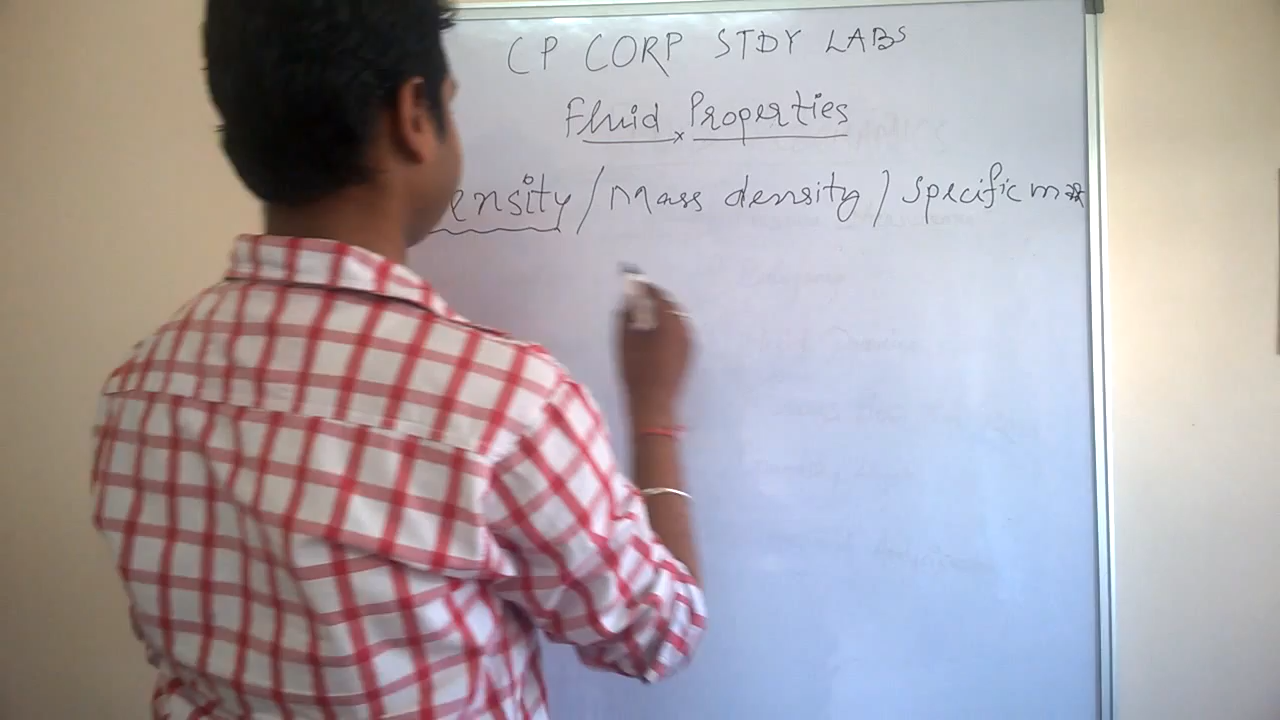 CP CORP STDY LABS
Fluid Properties
ensity / Mass density / Specific